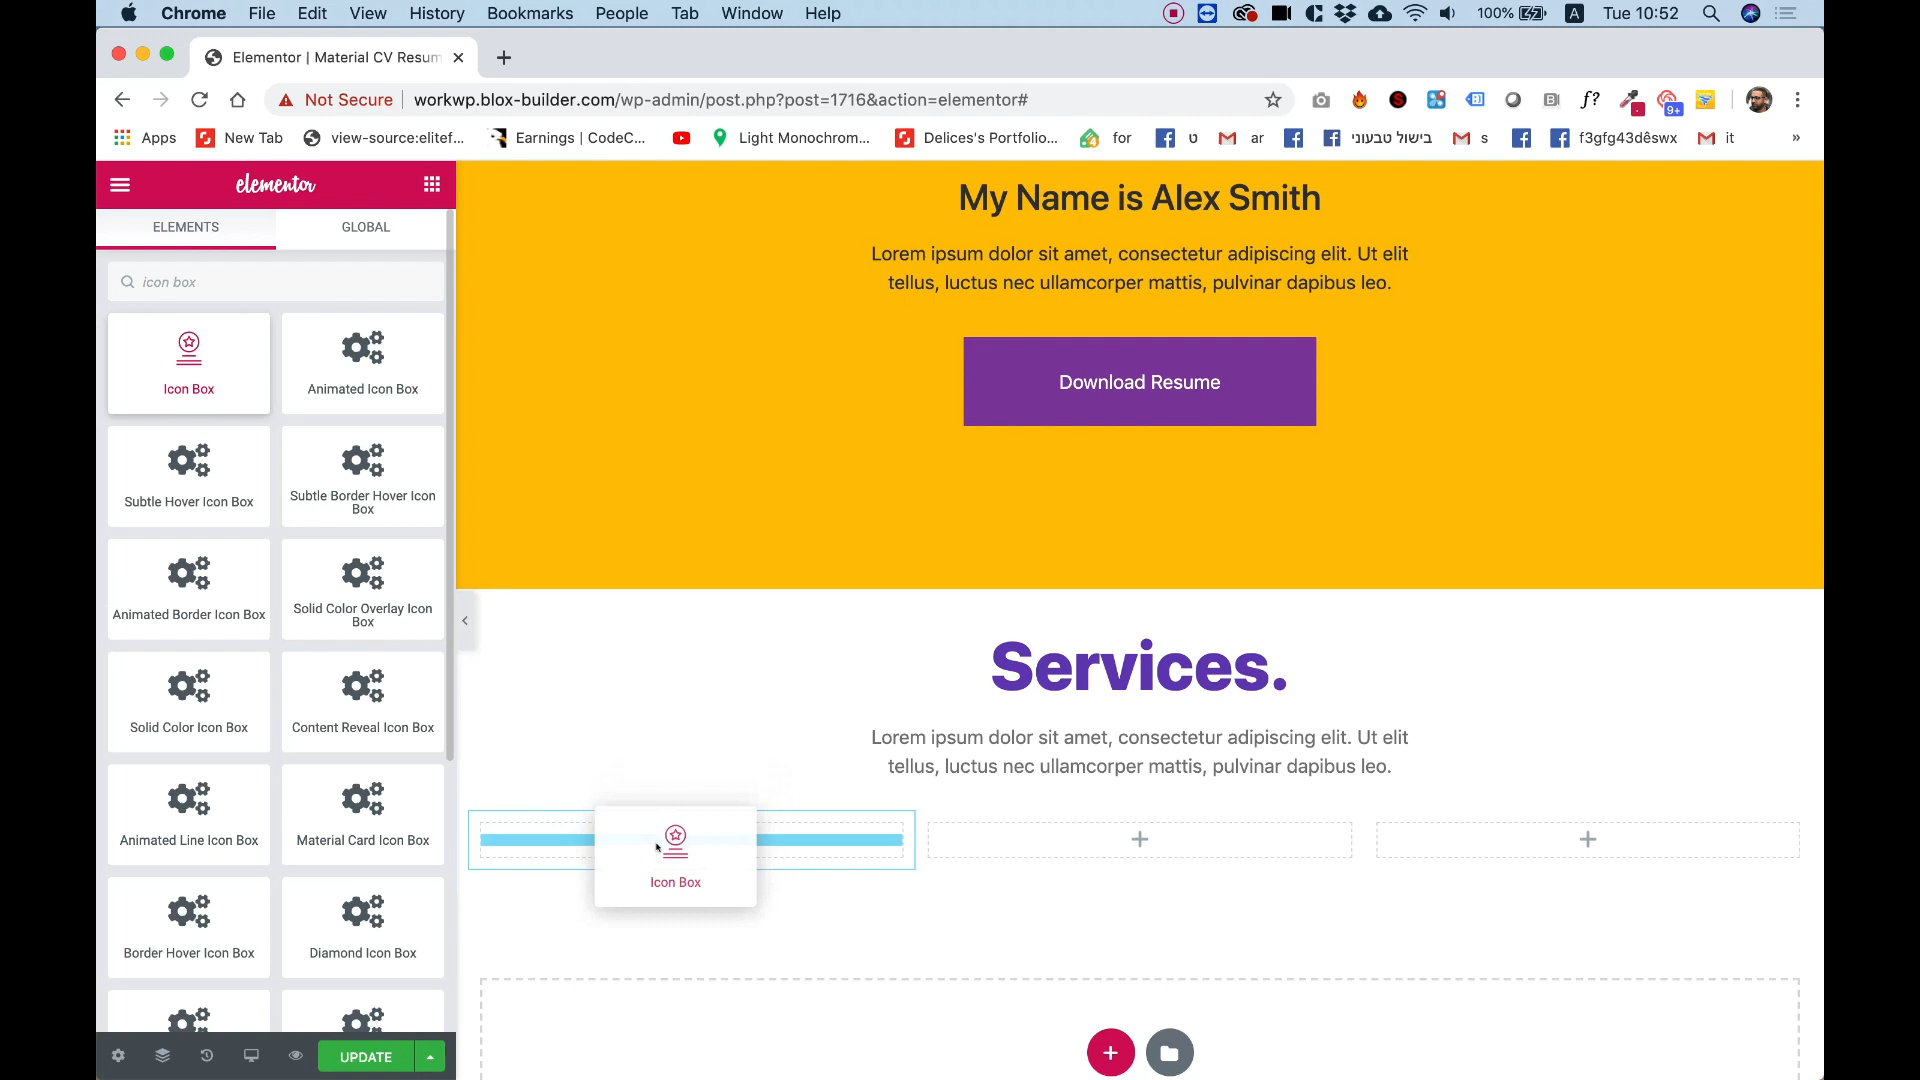 Chrome File Edit View History Bookmarks People Tab Window Help 100% A Tue 10:52
Elementor | Material CV Resum
Not Secure workwp.blox-builder.com/wp-admin/post.php?post=1716&action=elementor#
f? 9+
Apps New Tab view-source:elitef... Earnings | CodeC... Light Monochrom... Delices's Portfolio... for ט ar בישול טבעוני s f3gfg43dêswx it »
elementor
ELEMENTS GLOBAL
icon box
Icon Box
Animated Icon Box
Subtle Hover Icon Box
Subtle Border Hover Icon
Box
Animated Border Icon Box
Solid Color Overlay Icon
Box
Solid Color Icon Box
Content Reveal Icon Box
Animated Line Icon Box
Material Card Icon Box
Border Hover Icon Box
Diamond Icon Box
UPDATE
My Name is Alex Smith
Lorem ipsum dolor sit amet, consectetur adipiscing elit. Ut elit
tellus, luctus nec ullamcorper mattis, pulvinar dapibus leo.
Download Resume
Services.
Lorem ipsum dolor sit amet, consectetur adipiscing elit. Ut elit
tellus, luctus nec ullamcorper mattis, pulvinar dapibus leo.
Icon Box